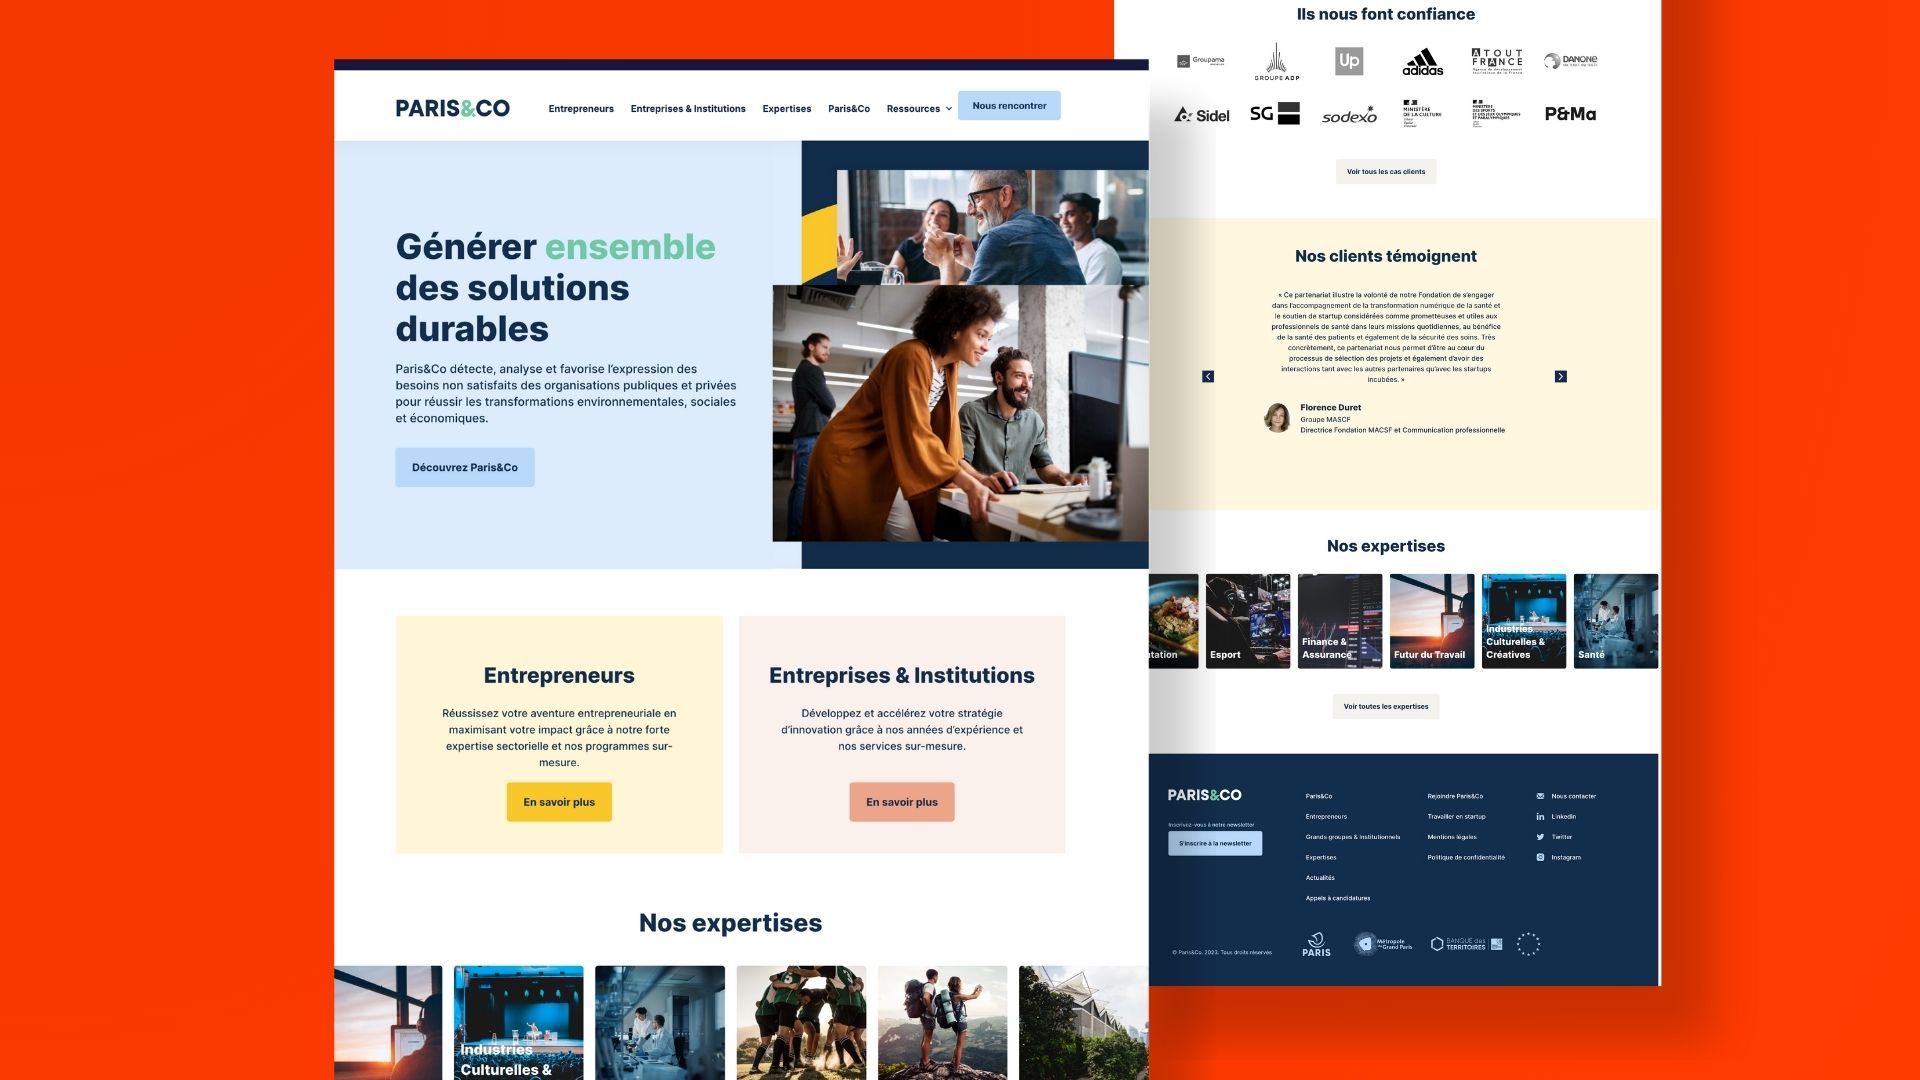 PARIS&CO
Entrepreneurs
Entreprises & Institutions
Expertises
Paris&Co
Ressources
Nous rencontrer
Générer ensemble
des solutions
durables
Paris&Co détecte, analyse et favorise l'expression des
besoins non satisfaits des organisations publiques et privées
pour réussir les transformations environnementales, sociales
et économiques.
Découvrez Paris&Co
Entrepreneurs
Réussissez votre aventure entrepreneuriale en
maximisant votre impact grâce à notre forte
expertise sectorielle et nos programmes sur-
mesure.
En savoir plus
Entreprises & Institutions
Développez et accélérez votre stratégie
d'innovation grâce à nos années d'expérience et
nos services sur-mesure.
En savoir plus
Nos expertises
Industries
Culturelles &
Ils nous font confiance
Groupama
GROUPE ADP
Up
adidas
ATOUT
FRANCE
DANONE
Sidel
SG
sodexo
MINISTÈRE
DE LA CULTURE
MINISTÈRE
DES SPORTS
ET DES JEUX OLYMPIQUES
ET PARALYMPIQUES
P&Ma
Voir tous les cas clients
Nos clients témoignent
« Ce partenariat illustre la volonté de notre Fondation de s'engager
dans l'accompagnement de la transformation numérique de la santé et
le soutien de startup considérées comme prometteuses et utiles aux
professionnels de santé dans leurs missions quotidiennes, au bénéfice
de la santé des patients et également de la sécurité des soins. Très
concrètement, ce partenariat nous permet d'être au cœur du
processus de sélection des projets et également d'avoir des
interactions tant avec les autres partenaires qu'avec les startups
incubées. »
Florence Duret
Groupe MASCF
Directrice Fondation MACSF et Communication professionnelle
Nos expertises
tation
Esport
Finance &
Assurance
Futur du Travail
Industries
Culturelles &
Créatives
Santé
Voir toutes les expertises
PARIS&CO
Inscrivez-vous à notre newsletter
S'inscrire à la newsletter
Paris&Co
Entrepreneurs
Grands groupes & Institutionnels
Expertises
Actualités
Appels à candidatures
Rejoindre Paris&Co
Travailler en startup
Mentions légales
Politique de confidentialité
Nous contacter
Linkedin
Twitter
Instagram
© Paris&Co. 2023. Tous droits réservés
PARIS
Métropole
du Grand Paris
BANQUE des
TERRITOIRES